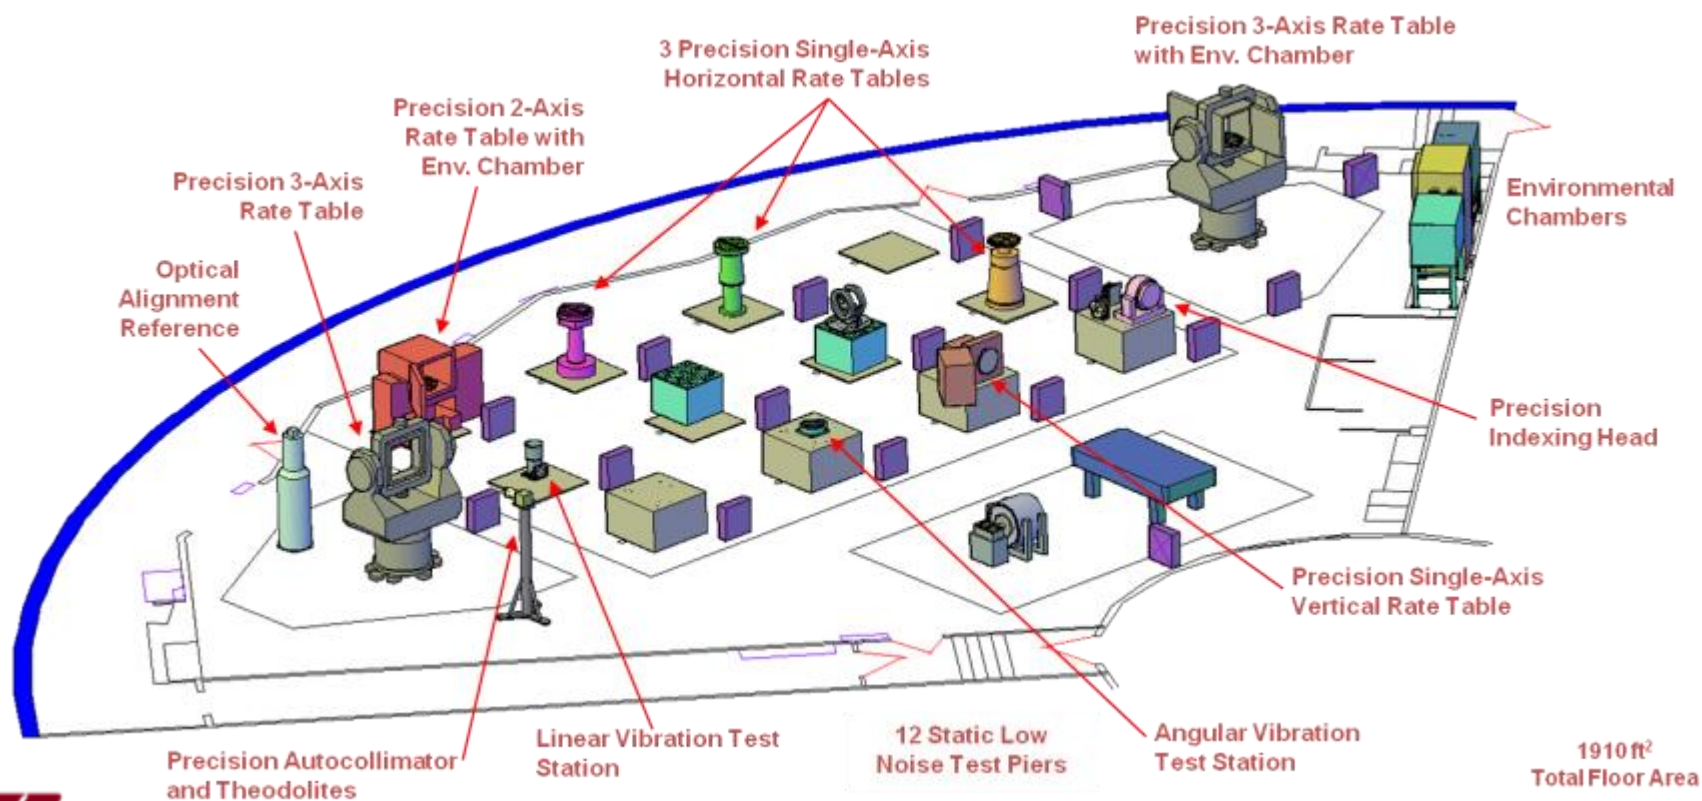 Precision 3-Axis Rate Table
with Env. Chamber
3 Precision Single-Axis
Horizontal Rate Tables
Precision 2-Axis
Rate Table with
Env. Chamber
Precision 3-Axis
Rate Table
Environmental
Chambers
Optical
Alignment
Reference
Precision
Indexing Head
Precision Single-Axis
Vertical Rate Table
Precision Autocollimator
and Theodolites
Linear Vibration Test
Station
12 Static Low
Noise Test Piers
Angular Vibration
Test Station
1910 ft²
Total Floor Area